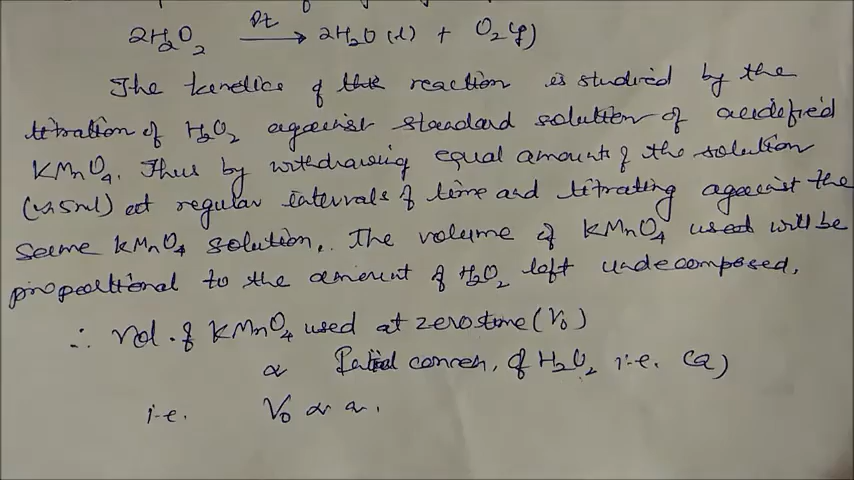 2H2O2 Pt → 2H2O (l) + O2(g)
The kenetics of the reaction is studied by the
titration of H2O2 against standard solution of acidified
KMnO4. Thus by withdrawing equal amount of the solution
(≈5ml) at regular intervals of time and titrating against the
same KMnO4 solution. The volume of KMnO4 used will be
propoational to the amount of H2O2 left undecomposed.
∴ Vol. of KMnO4 used at zero time (V0)
∝ Initial concen. of H2O2 i.e. (a)
i.e. V0 ∝ a.